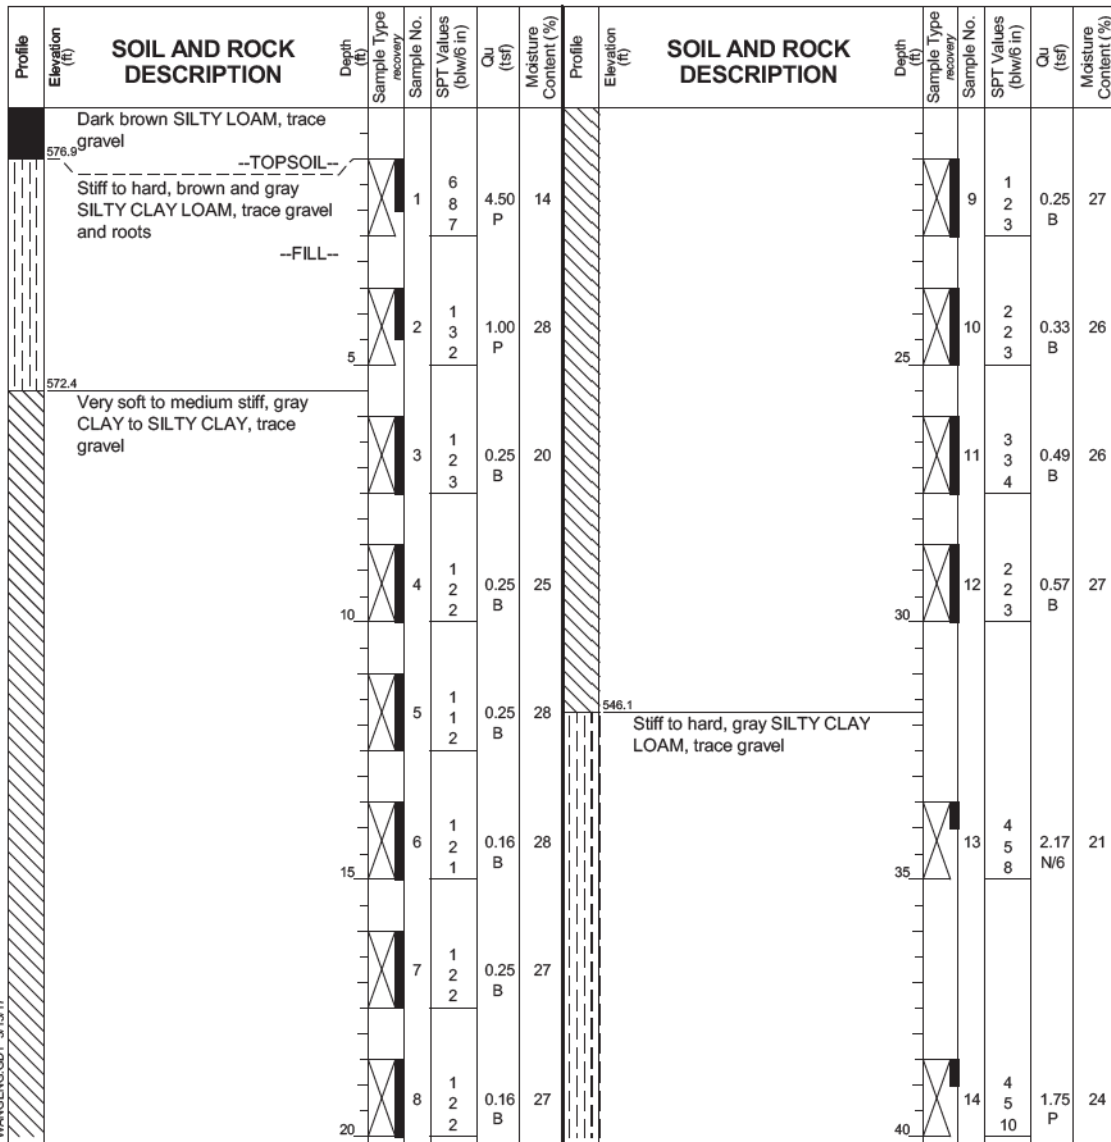 Profile
Elevation (ft)
SOIL AND ROCK
DESCRIPTION
Depth (ft)
Sample Type
recovery
Sample No.
SPT Values
(blw/6 in)
Qu
(tsf)
Moisture
Content (%)
Dark brown SILTY LOAM, trace
gravel
576.9
--TOPSOIL--
Stiff to hard, brown and gray
SILTY CLAY LOAM, trace gravel
and roots
--FILL--
1
6
8
7
4.50
P
14
2
1
3
2
1.00
P
28
5
572.4
Very soft to medium stiff, gray
CLAY to SILTY CLAY, trace
gravel
3
1
2
3
0.25
B
20
4
1
2
2
0.25
B
25
10
5
1
1
2
0.25
B
28
6
1
2
1
0.16
B
28
15
7
1
2
2
0.25
B
27
8
1
2
2
0.16
B
27
20
Profile
Elevation
(ft)
SOIL AND ROCK
DESCRIPTION
Depth
(ft)
Sample Type
recovery
Sample No.
SPT Values
(blw/6 in)
Qu
(tsf)
Moisture
Content (%)
9
1
2
3
0.25
B
27
10
2
2
3
0.33
B
26
25
11
3
3
4
0.49
B
26
12
2
2
3
0.57
B
27
30
546.1
Stiff to hard, gray SILTY CLAY
LOAM, trace gravel
13
4
5
8
2.17
N/6
21
35
14
4
5
10
1.75
P
24
40